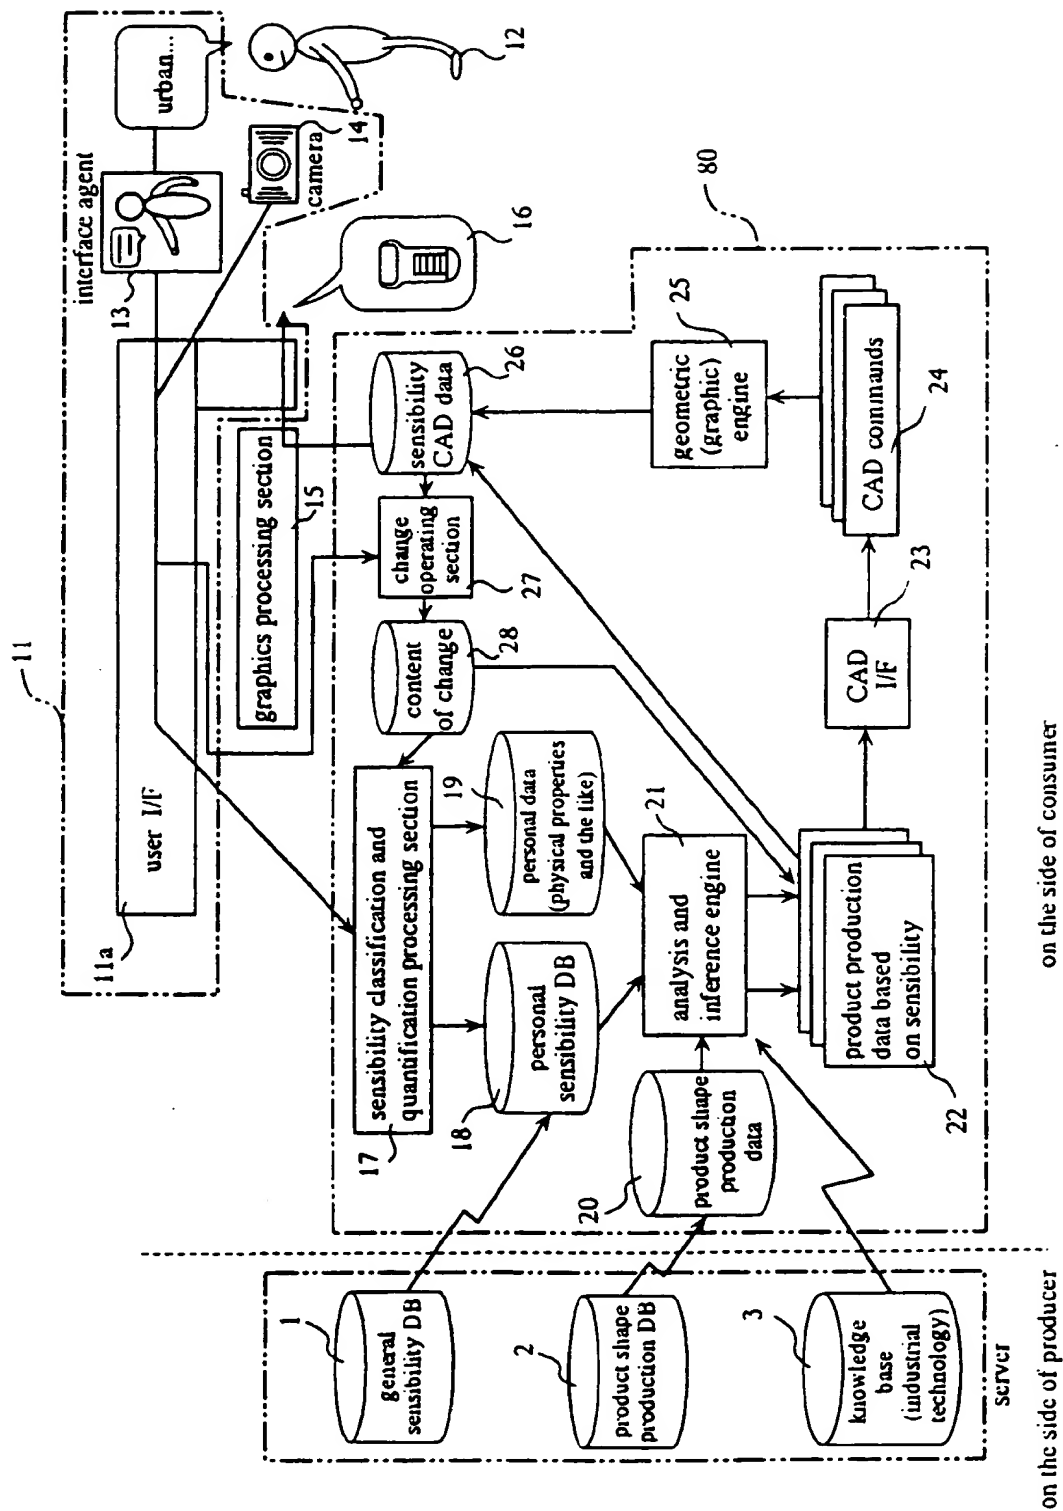 11
11a
user I/F
interface agent
13
urban...
12
camera
14
graphics processing section
15
16
80
17
sensibility classification and
quantification processing section
content
of change
28
change
operating
section
27
sensibility
CAD data
26
18
personal
sensibility DB
19
personal data
(physical properties
and the like)
20
product shape
production
data
analysis and
inference engine
21
geometric
(graphic)
engine
25
product production
data based
on sensibility
22
CAD
I/F
23
CAD commands
24
1
general
sensibility DB
2
product shape
production DB
3
knowledge
base
(industrial
technology)
server
on the side of producer
on the side of consumer